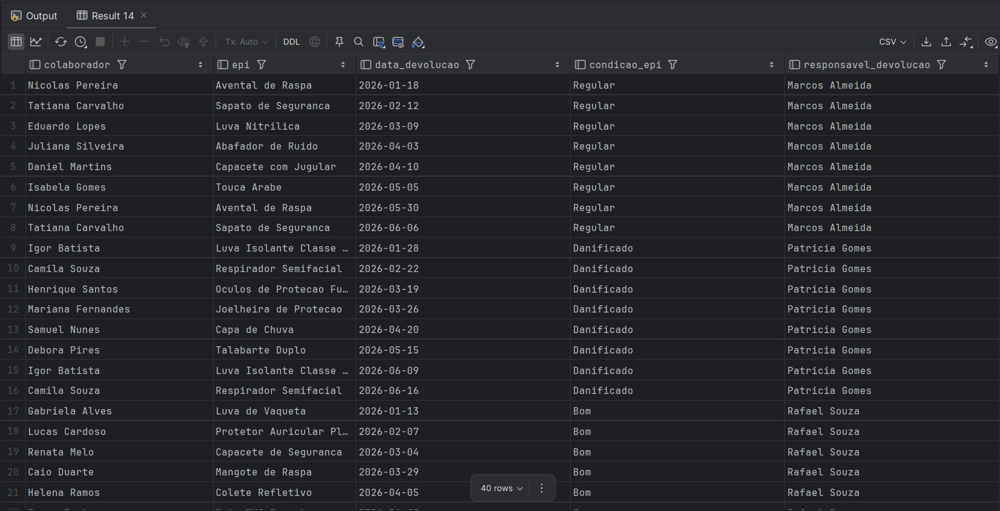 Output Result 14
Tx: Auto DDL CSV
colaborador epi data_devolucao condicao_epi responsavel_devolucao
1 Nicolas Pereira Avental de Raspa 2026-01-18 Regular Marcos Almeida
2 Tatiana Carvalho Sapato de Seguranca 2026-02-12 Regular Marcos Almeida
3 Eduardo Lopes Luva Nitrilica 2026-03-09 Regular Marcos Almeida
4 Juliana Silveira Abafador de Ruido 2026-04-03 Regular Marcos Almeida
5 Daniel Martins Capacete com Jugular 2026-04-10 Regular Marcos Almeida
6 Isabela Gomes Touca Arabe 2026-05-05 Regular Marcos Almeida
7 Nicolas Pereira Avental de Raspa 2026-05-30 Regular Marcos Almeida
8 Tatiana Carvalho Sapato de Seguranca 2026-06-06 Regular Marcos Almeida
9 Igor Batista Luva Isolante Classe … 2026-01-28 Danificado Patricia Gomes
10 Camila Souza Respirador Semifacial 2026-02-22 Danificado Patricia Gomes
11 Henrique Santos Oculos de Protecao Fu… 2026-03-19 Danificado Patricia Gomes
12 Mariana Fernandes Joelheira de Protecao 2026-03-26 Danificado Patricia Gomes
13 Samuel Nunes Capa de Chuva 2026-04-20 Danificado Patricia Gomes
14 Debora Pires Talabarte Duplo 2026-05-15 Danificado Patricia Gomes
15 Igor Batista Luva Isolante Classe … 2026-06-09 Danificado Patricia Gomes
16 Camila Souza Respirador Semifacial 2026-06-16 Danificado Patricia Gomes
17 Gabriela Alves Luva de Vaqueta 2026-01-13 Bom Rafael Souza
18 Lucas Cardoso Protetor Auricular Pl… 2026-02-07 Bom Rafael Souza
19 Renata Melo Capacete de Seguranca 2026-03-04 Bom Rafael Souza
20 Caio Duarte Mangote de Raspa 2026-03-29 Bom Rafael Souza
21 Helena Ramos Colete Refletivo 2026-04-05 Bom Rafael Souza
40 rows